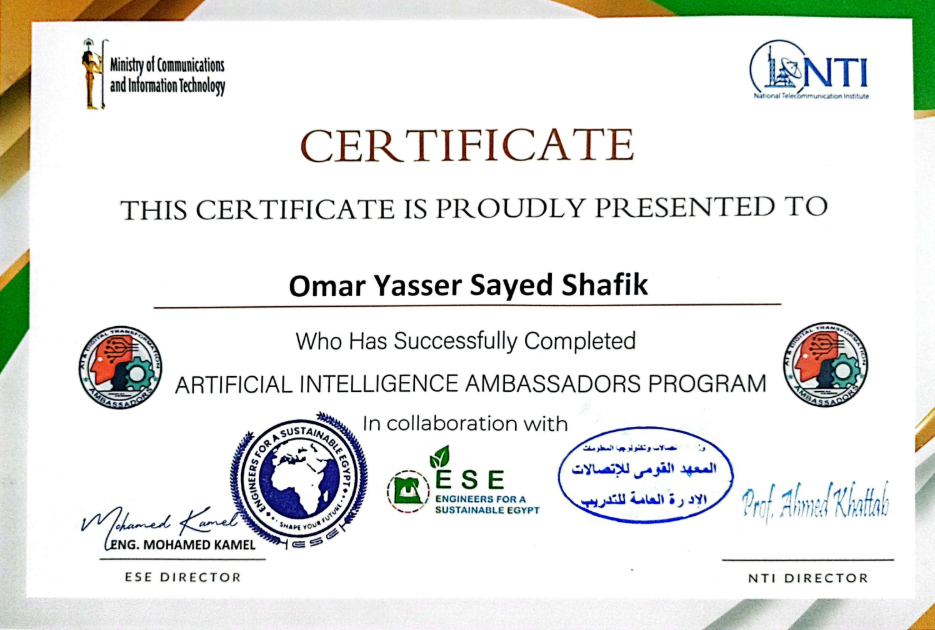 Ministry of Communications
and Information Technology
NTI
National Telecommunication Institute
CERTIFICATE
THIS CERTIFICATE IS PROUDLY PRESENTED TO
Omar Yasser Sayed Shafik
Who Has Successfully Completed
AI & DIGITAL TRANSFORMATION
AMBASSADORS
AI & DIGITAL TRANSFORMATION
AMBASSADORS
ARTIFICIAL INTELLIGENCE AMBASSADORS PROGRAM
In collaboration with
ENGINEERS FOR A SUSTAINABLE EGYPT
SHAPE YOUR FUTURE
ESE
ESE
ENGINEERS FOR A
SUSTAINABLE EGYPT
وتكنولوجيا المعلومات
المعهد القومى للإتصالات
العامة للتدريب
Mohamed Kamel
ENG. MOHAMED KAMEL
ESE DIRECTOR
Prof. Ahmed Khattab
NTI DIRECTOR